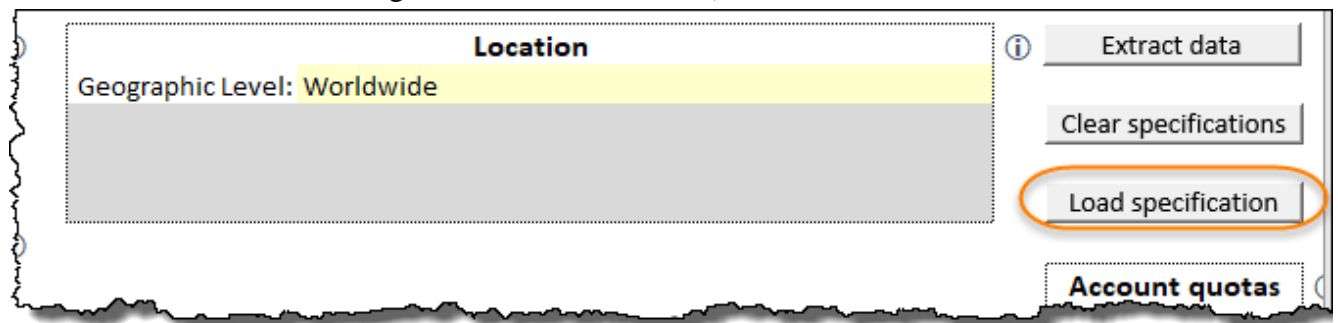 Location
Extract data
Geographic Level: Worldwide
Clear specifications
Load specification
Account quotas